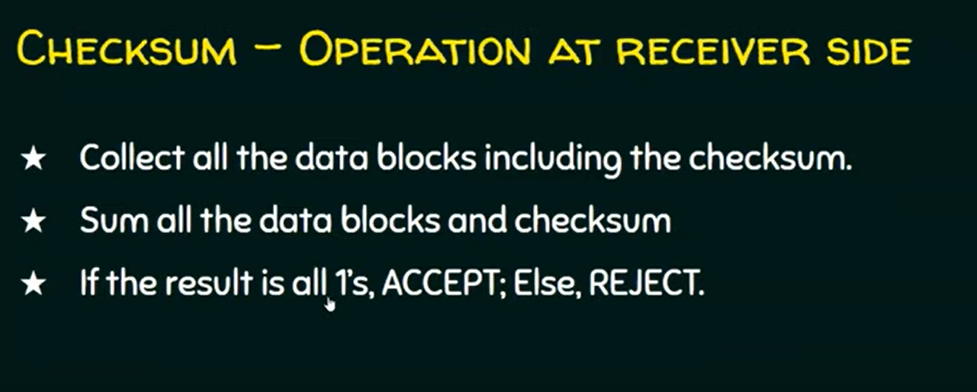 CHECKSUM – OPERATION AT RECEIVER SIDE
★ Collect all the data blocks including the checksum.
★ Sum all the data blocks and checksum
★ If the result is all 1's, ACCEPT; Else, REJECT.